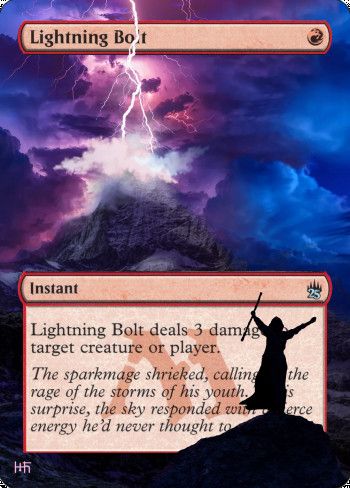 Lightning Bolt
Instant
25
Lightning Bolt deals 3 damag
target creature or player.
The sparkmage shrieked, calling
rage of the storms of his youth.
surprise, the sky responded with
energy he'd never thought to